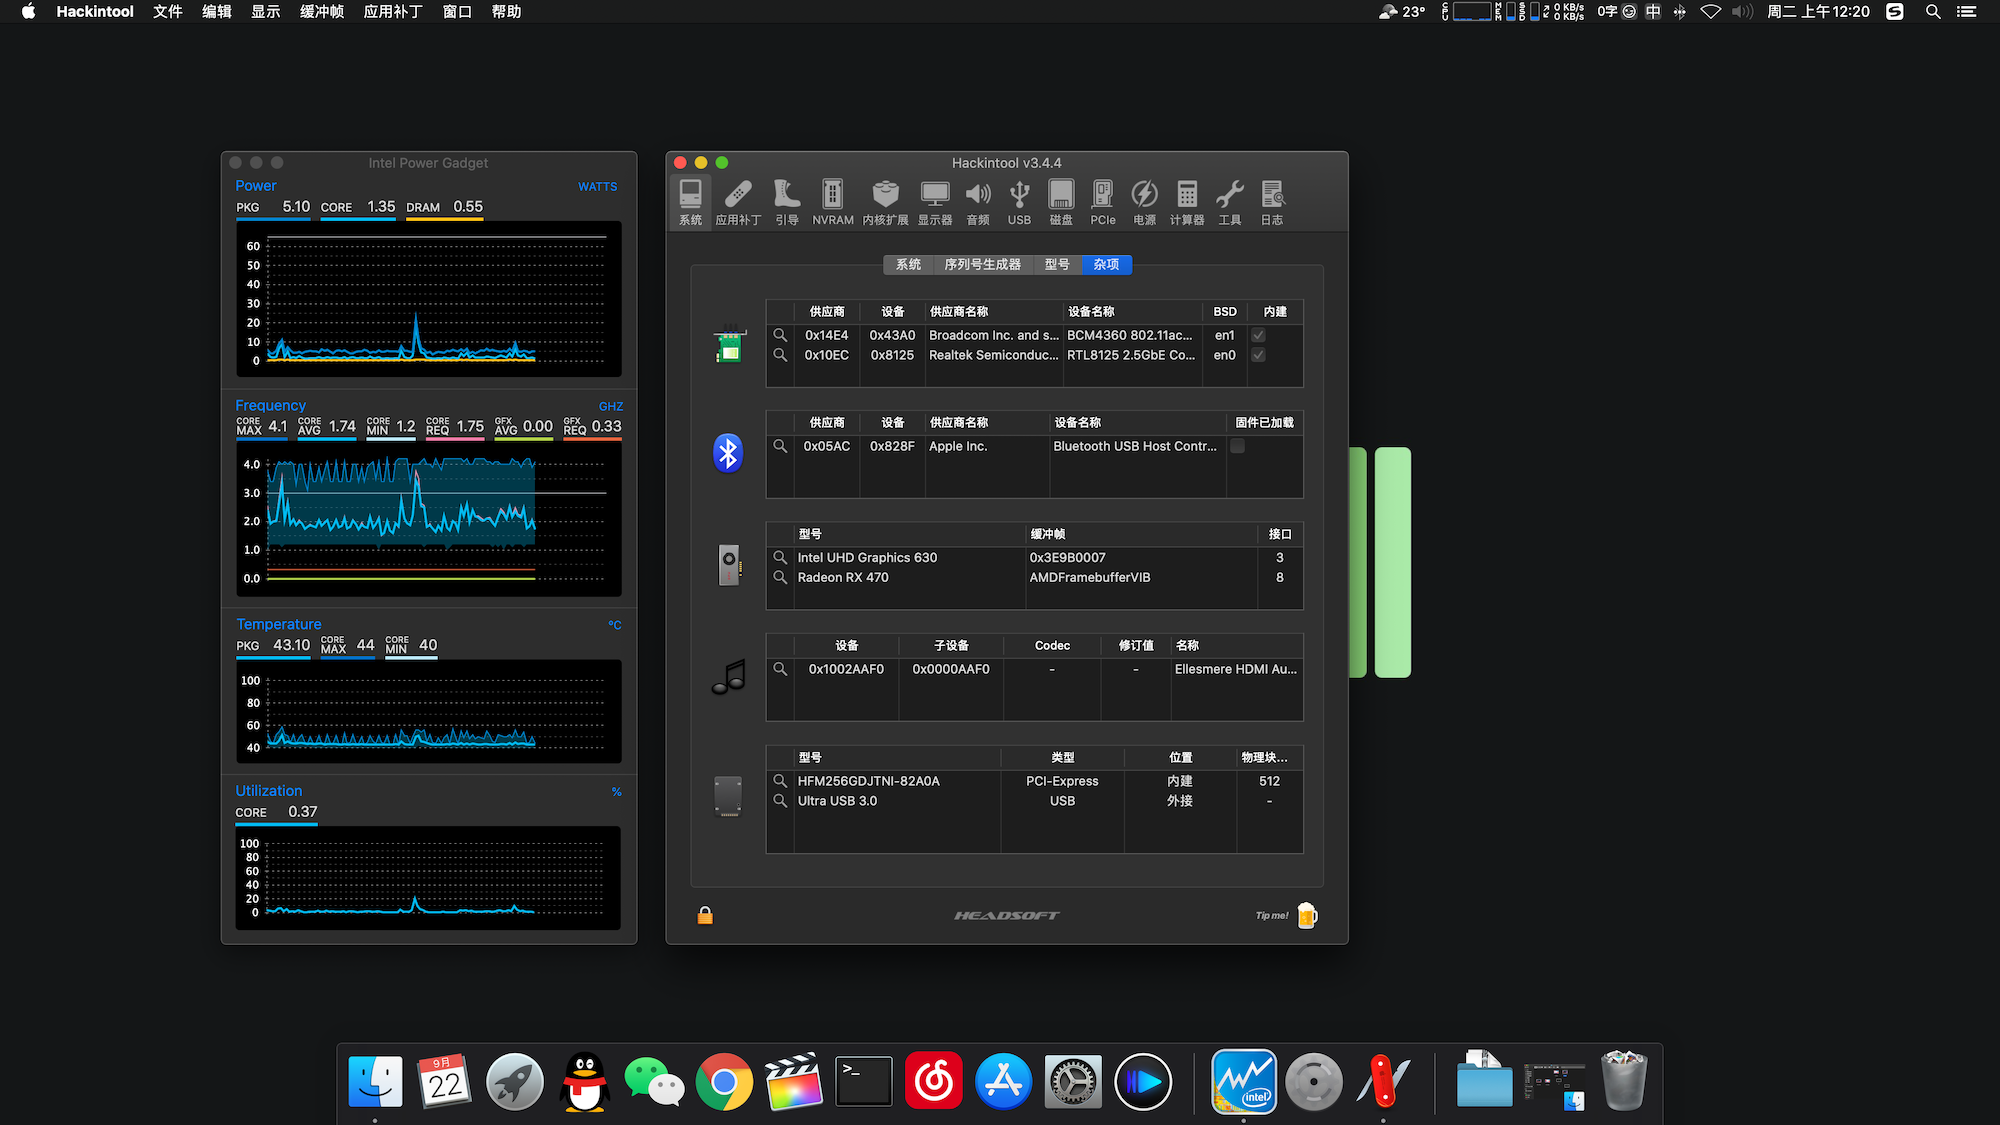 Hackintool 文件 编辑 显示 缓冲帧 应用补丁 窗口 帮助
23° CPU MEM SSD 0 KB/s 0 KB/s 0字 中 周二 上午12:20 S
Intel Power Gadget
Power WATTS
PKG 5.10 CORE 1.35 DRAM 0.55
60
50
40
30
20
10
0
Frequency GHZ
CORE MAX 4.1 CORE AVG 1.74 CORE MIN 1.2 CORE REQ 1.75 GFX AVG 0.00 GFX REQ 0.33
4.0
3.0
2.0
1.0
0.0
Temperature °C
PKG 43.10 CORE MAX 44 CORE MIN 40
100
80
60
40
Utilization %
CORE 0.37
100
80
60
40
20
0
Hackintool v3.4.4
系统 应用补丁 引导 NVRAM 内核扩展 显示器 音频 USB 磁盘 PCIe 电源 计算器 工具 日志
系统 序列号生成器 型号 杂项
供应商 设备 供应商名称 设备名称 BSD 内建
0x14E4 0x43A0 Broadcom Inc. and s... BCM4360 802.11ac... en1
0x10EC 0x8125 Realtek Semiconduc... RTL8125 2.5GbE Co... en0
供应商 设备 供应商名称 设备名称 固件已加载
0x05AC 0x828F Apple Inc. Bluetooth USB Host Contr...
型号 缓冲帧 接口
Intel UHD Graphics 630 0x3E9B0007 3
Radeon RX 470 AMDFramebufferVIB 8
设备 子设备 Codec 修订值 名称
0x1002AAF0 0x0000AAF0 - - Ellesmere HDMI Au...
型号 类型 位置 物理块...
HFM256GDJTNI-82A0A PCI-Express 内建 512
Ultra USB 3.0 USB 外接 -
HEADSOFT
Tip me!
9月
22
>_
intel